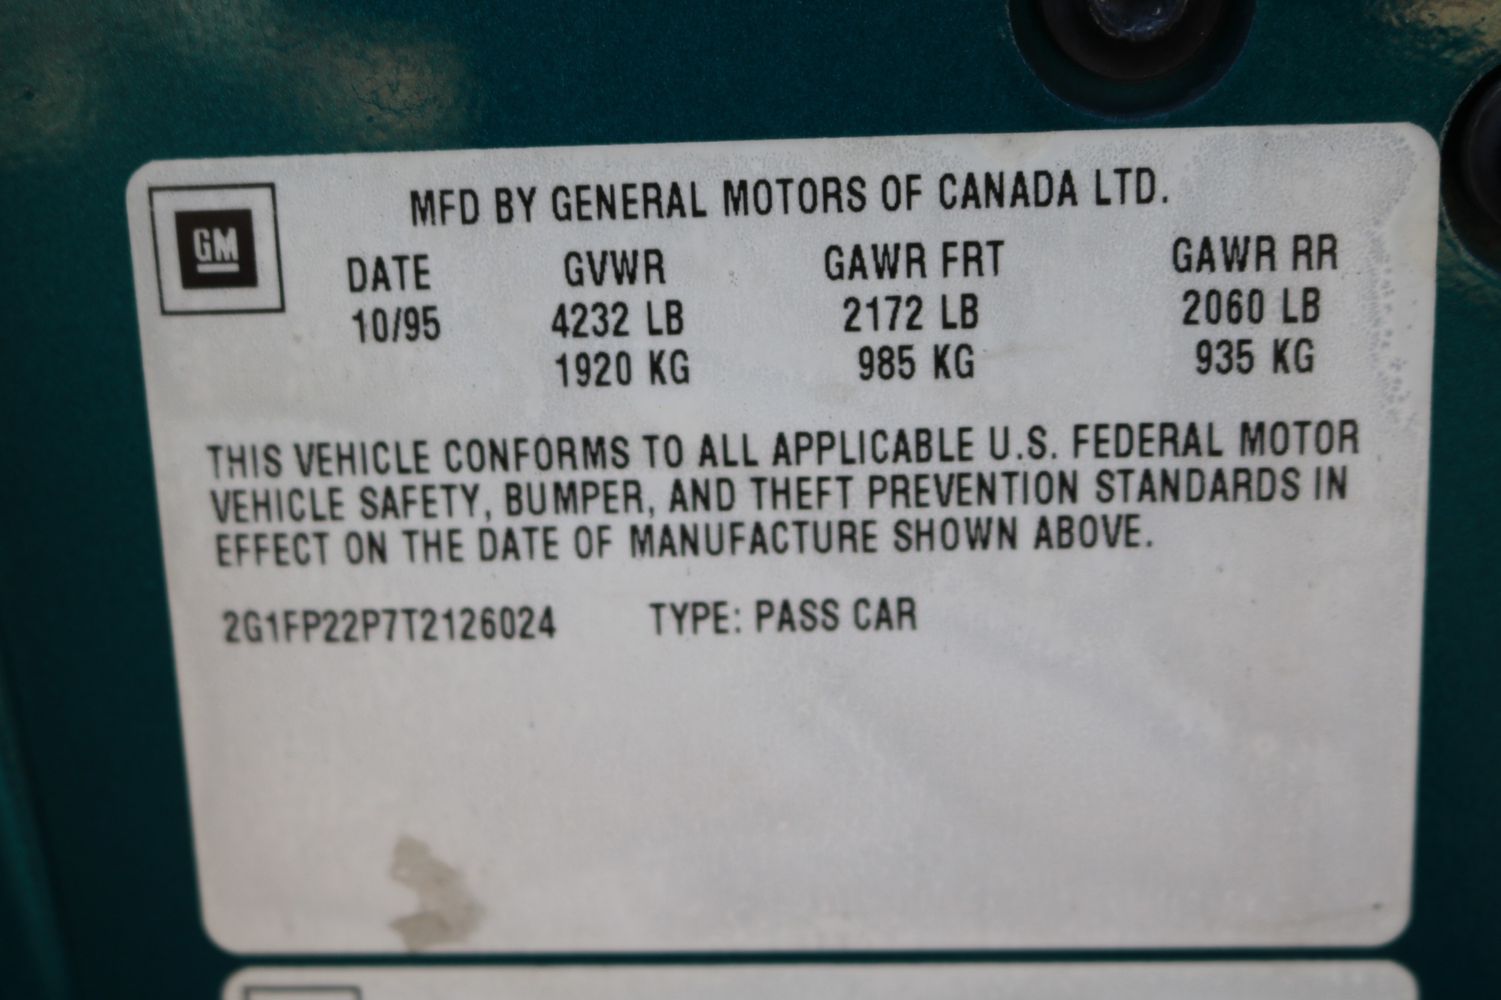 GM
MFD BY GENERAL MOTORS OF CANADA LTD.
DATE GVWR GAWR FRT GAWR RR
10/95 4232 LB 2172 LB 2060 LB
1920 KG 985 KG 935 KG
THIS VEHICLE CONFORMS TO ALL APPLICABLE U.S. FEDERAL MOTOR
VEHICLE SAFETY, BUMPER, AND THEFT PREVENTION STANDARDS IN
EFFECT ON THE DATE OF MANUFACTURE SHOWN ABOVE.
2G1FP22P7T2126024 TYPE: PASS CAR